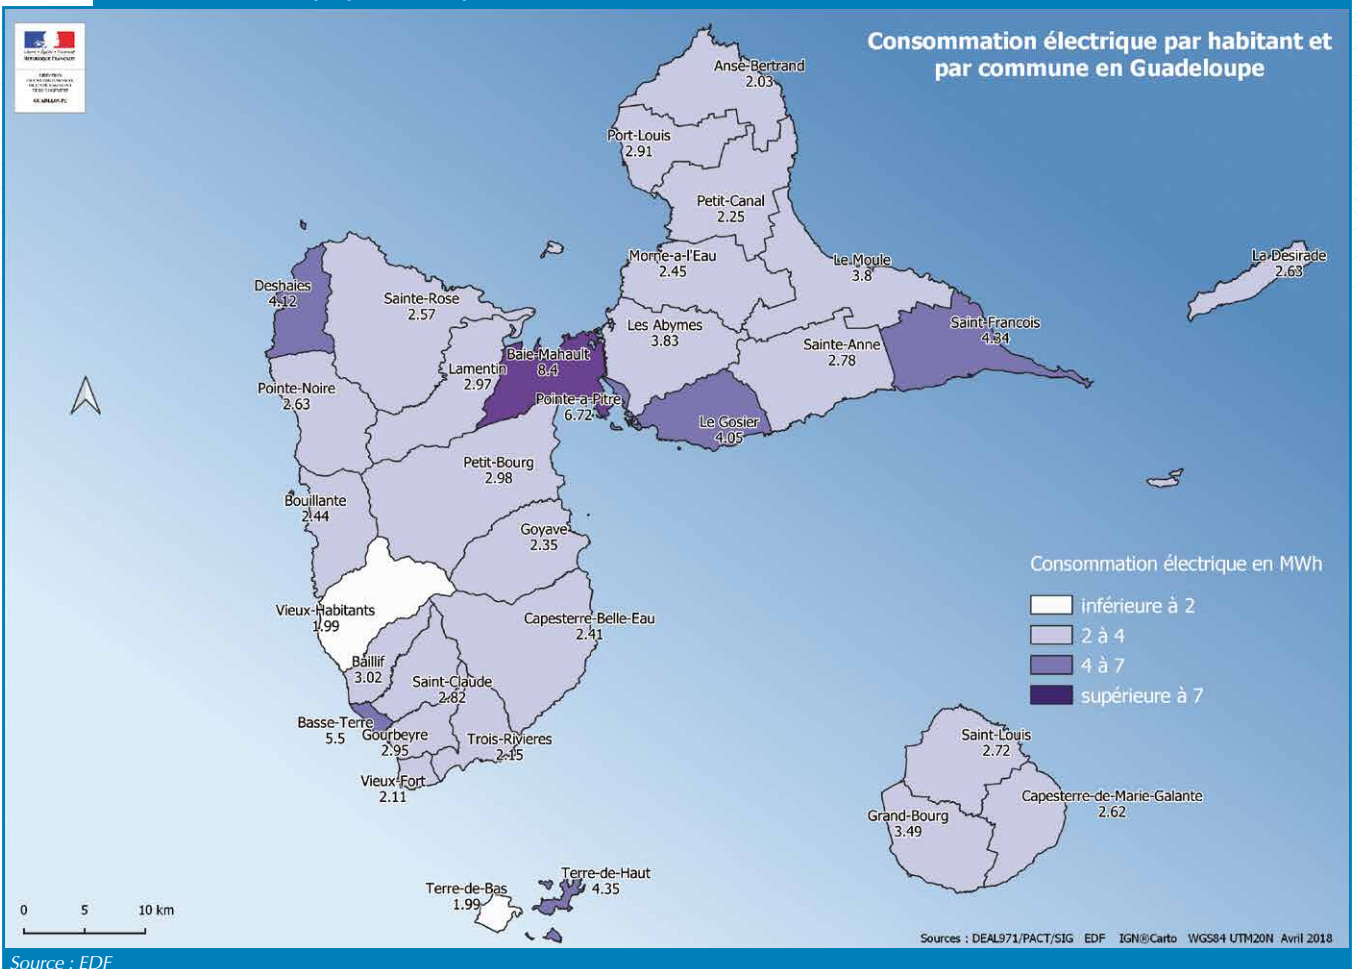 Consommation électrique par habitant et
par commune en Guadeloupe
RÉPUBLIQUE FRANÇAISE
GUADELOUPE
Anse-Bertrand
2.03
Port-Louis
2.91
Petit-Canal
2.25
Morne-a-l'Eau
2.45
Le Moule
3.8
La Desirade
2.63
Deshaies
4.12
Sainte-Rose
2.57
Les Abymes
3.83
Saint-Francois
4.34
Sainte-Anne
2.78
Baie-Mahault
8.4
Lamentin
2.97
Pointe-Noire
2.63
Pointe-a-Pitre
6.72
Le Gosier
4.05
Petit-Bourg
2.98
Bouillante
2.44
Goyave
2.35
Vieux-Habitants
1.99
Capesterre-Belle-Eau
2.41
Baillif
3.02
Saint-Claude
2.82
Basse-Terre
5.5
Gourbeyre
2.95
Trois-Rivieres
2.15
Vieux-Fort
2.11
Consommation électrique en MWh
inférieure à 2
2 à 4
4 à 7
supérieure à 7
Saint-Louis
2.72
Capesterre-de-Marie-Galante
2.62
Grand-Bourg
3.49
Terre-de-Haut
4.35
Terre-de-Bas
1.99
0 5 10 km
Sources : DEAL971/PACT/SIG EDF IGN®Carto WGS84 UTM20N Avril 2018
Source : EDF